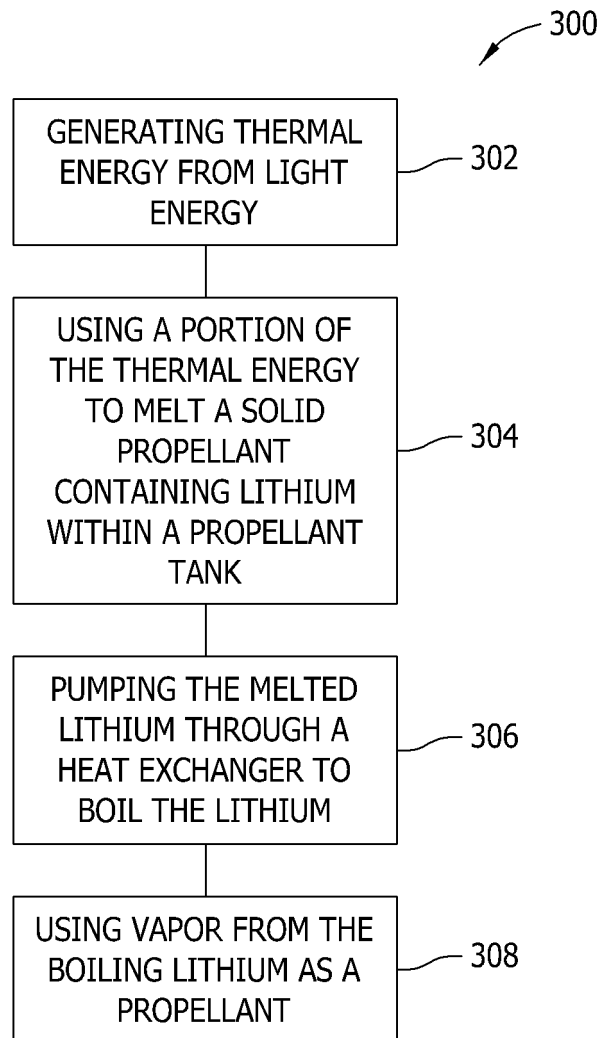 300
GENERATING THERMAL
ENERGY FROM LIGHT
ENERGY
302
USING A PORTION OF
THE THERMAL ENERGY
TO MELT A SOLID
PROPELLANT
CONTAINING LITHIUM
WITHIN A PROPELLANT
TANK
304
PUMPING THE MELTED
LITHIUM THROUGH A
HEAT EXCHANGER TO
BOIL THE LITHIUM
306
USING VAPOR FROM THE
BOILING LITHIUM AS A
PROPELLANT
308